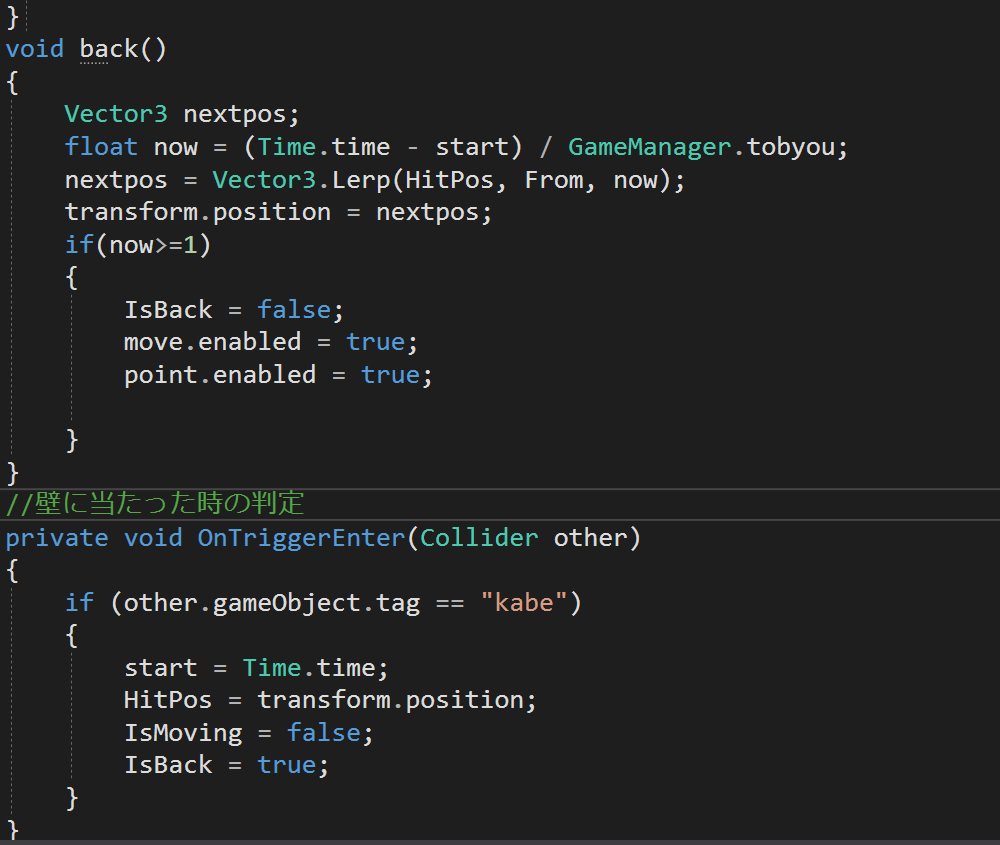 }
void back()
{
Vector3 nextpos;
float now = (Time.time - start) / GameManager.tobyou;
nextpos = Vector3.Lerp(HitPos, From, now);
transform.position = nextpos;
if(now>=1)
{
IsBack = false;
move.enabled = true;
point.enabled = true;
}
}
//壁に当たった時の判定
private void OnTriggerEnter(Collider other)
{
if (other.gameObject.tag == "kabe")
{
start = Time.time;
HitPos = transform.position;
IsMoving = false;
IsBack = true;
}
}